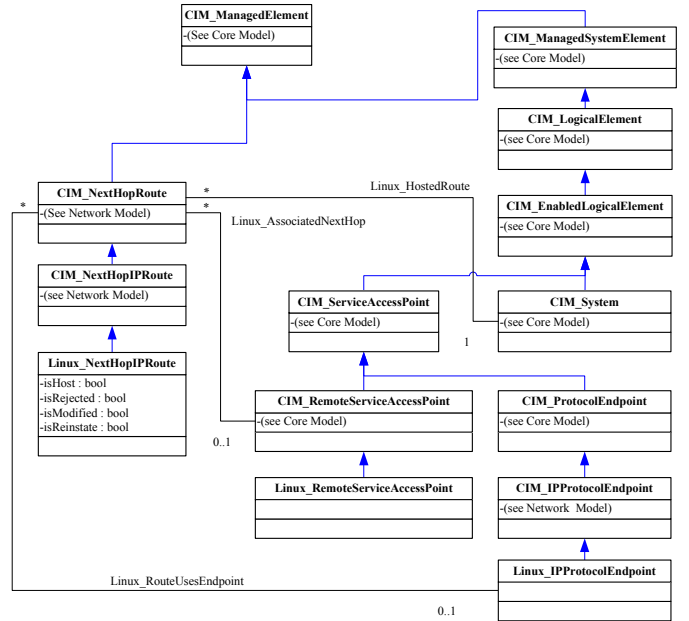 CIM_ManagedElement
-(See Core Model)
CIM_ManagedSystemElement
-(see Core Model)
CIM_LogicalElement
-(see Core Model)
CIM_NextHopRoute
-(See Network Model)
*
*
*
Linux_HostedRoute
Linux_AssociatedNextHop
CIM_EnabledLogicalElement
-(see Core Model)
CIM_NextHopIPRoute
-(see Network Model)
CIM_ServiceAccessPoint
-(see Core Model)
CIM_System
-(see Core Model)
1
Linux_NextHopIPRoute
-isHost : bool
-isRejected : bool
-isModified : bool
-isReinstate : bool
CIM_RemoteServiceAccessPoint
-(see Core Model)
0..1
CIM_ProtocolEndpoint
-(see Core Model)
Linux_RemoteServiceAccessPoint
CIM_IPProtocolEndpoint
-(see Network  Model)
Linux_IPProtocolEndpoint
Linux_RouteUsesEndpoint
0..1